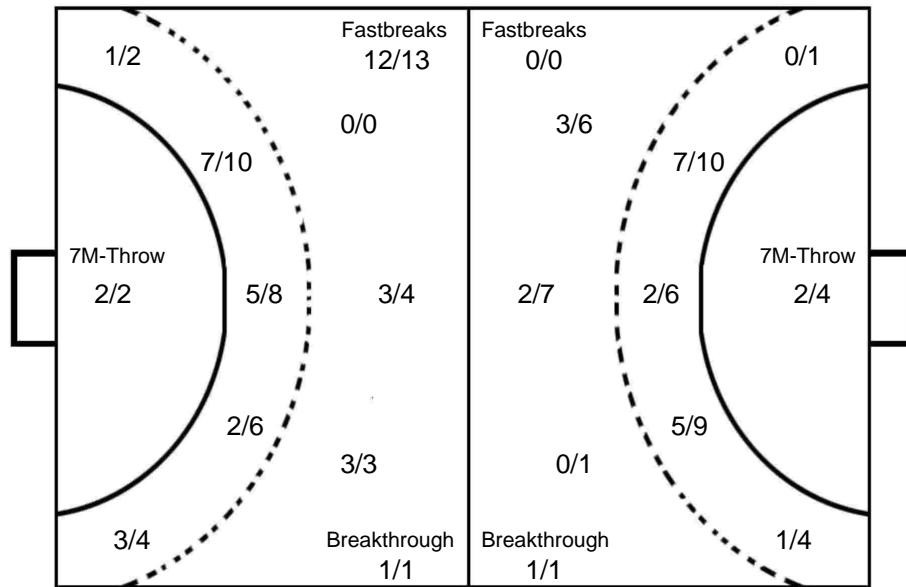 Fastbreaks Fastbreaks
1/2 12/13 0/0 0/1
0/0 3/6
7/10 7/10
7M-Throw 7M-Throw
2/2 5/8 3/4 2/7 2/6 2/4
2/6 5/9
3/3 0/1
3/4 Breakthrough Breakthrough 1/4
1/1 1/1